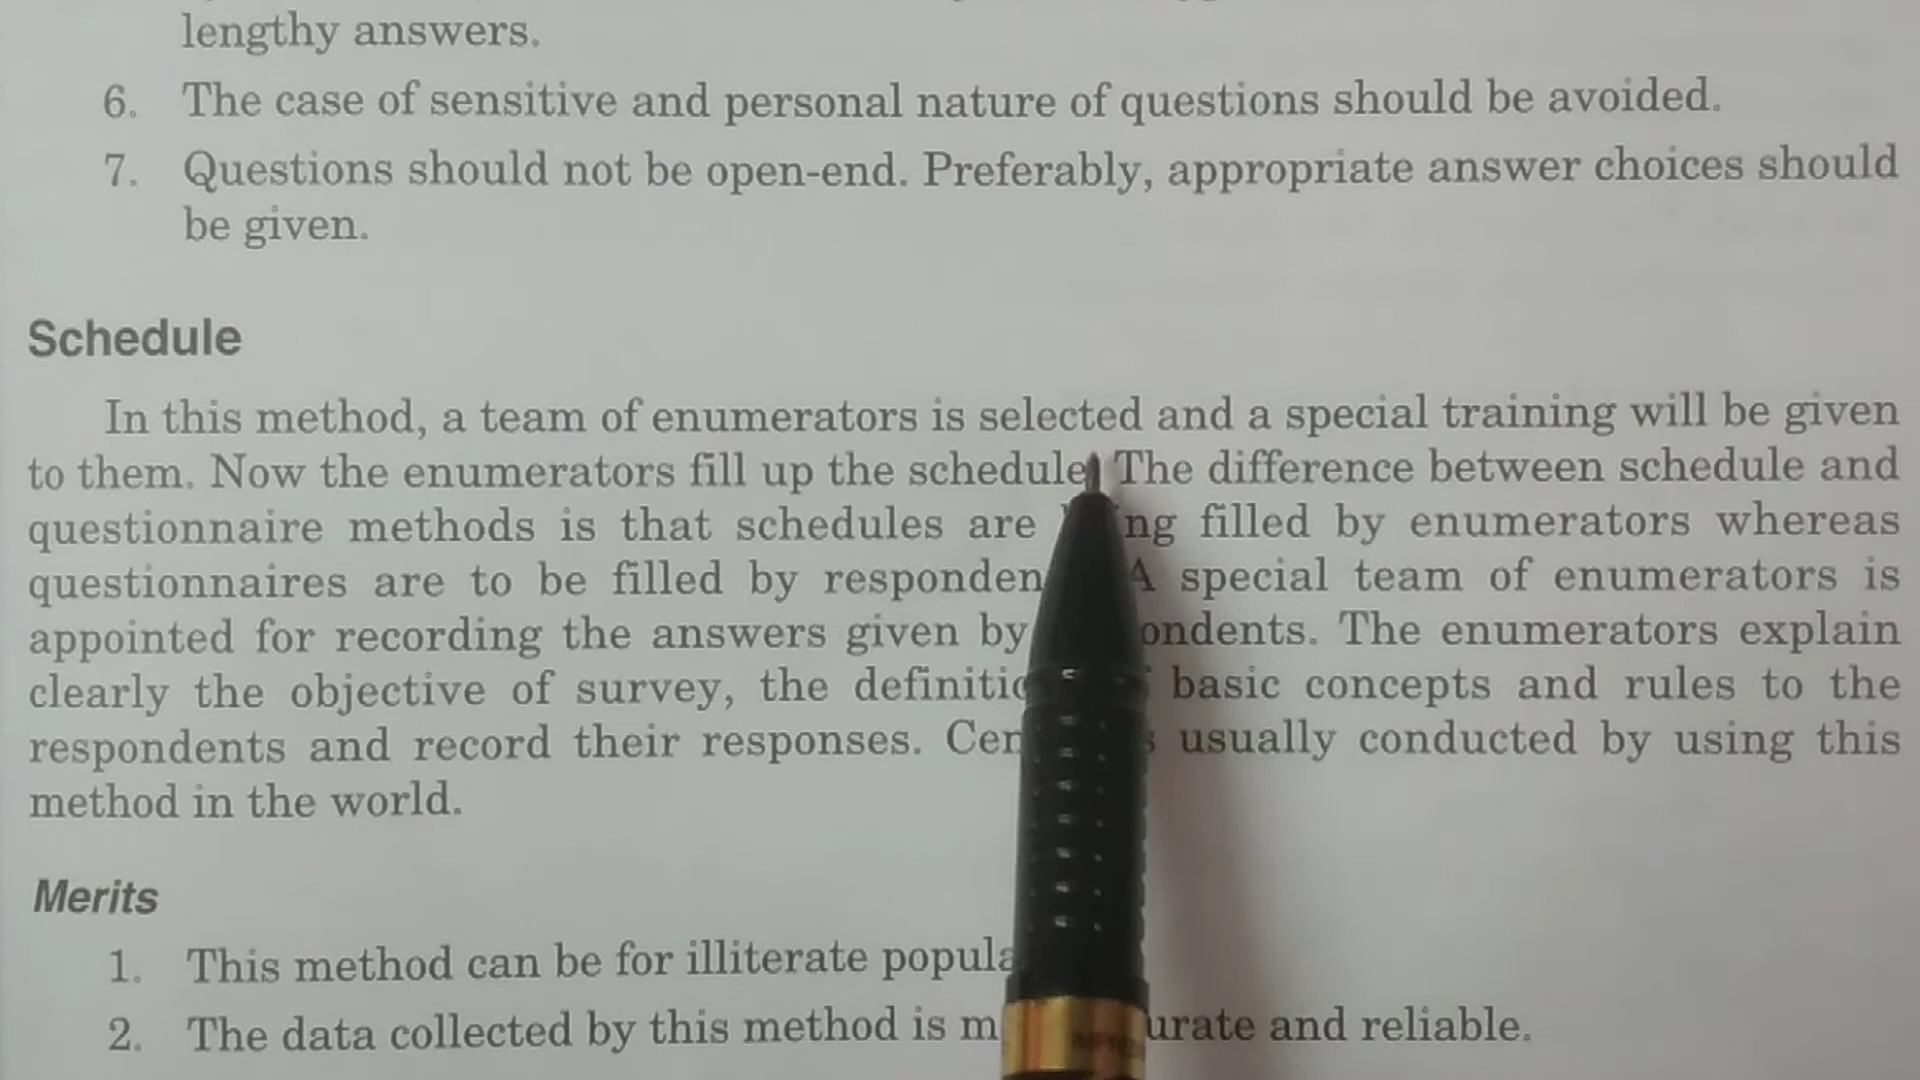 lengthy answers.
6. The case of sensitive and personal nature of questions should be avoided.
7. Questions should not be open-end. Preferably, appropriate answer choices should
be given.
Schedule
In this method, a team of enumerators is selected and a special training will be given
to them. Now the enumerators fill up the schedule. The difference between schedule and
questionnaire methods is that schedules are filled by enumerators whereas
questionnaires are to be filled by A special team of enumerators is
appointed for recording the answers given by The enumerators explain
clearly the objective of survey, the basic concepts and rules to the
respondents and record their responses. usually conducted by using this
method in the world.
Merits
1. This method can be for illiterate
2. The data collected by this method is and reliable.